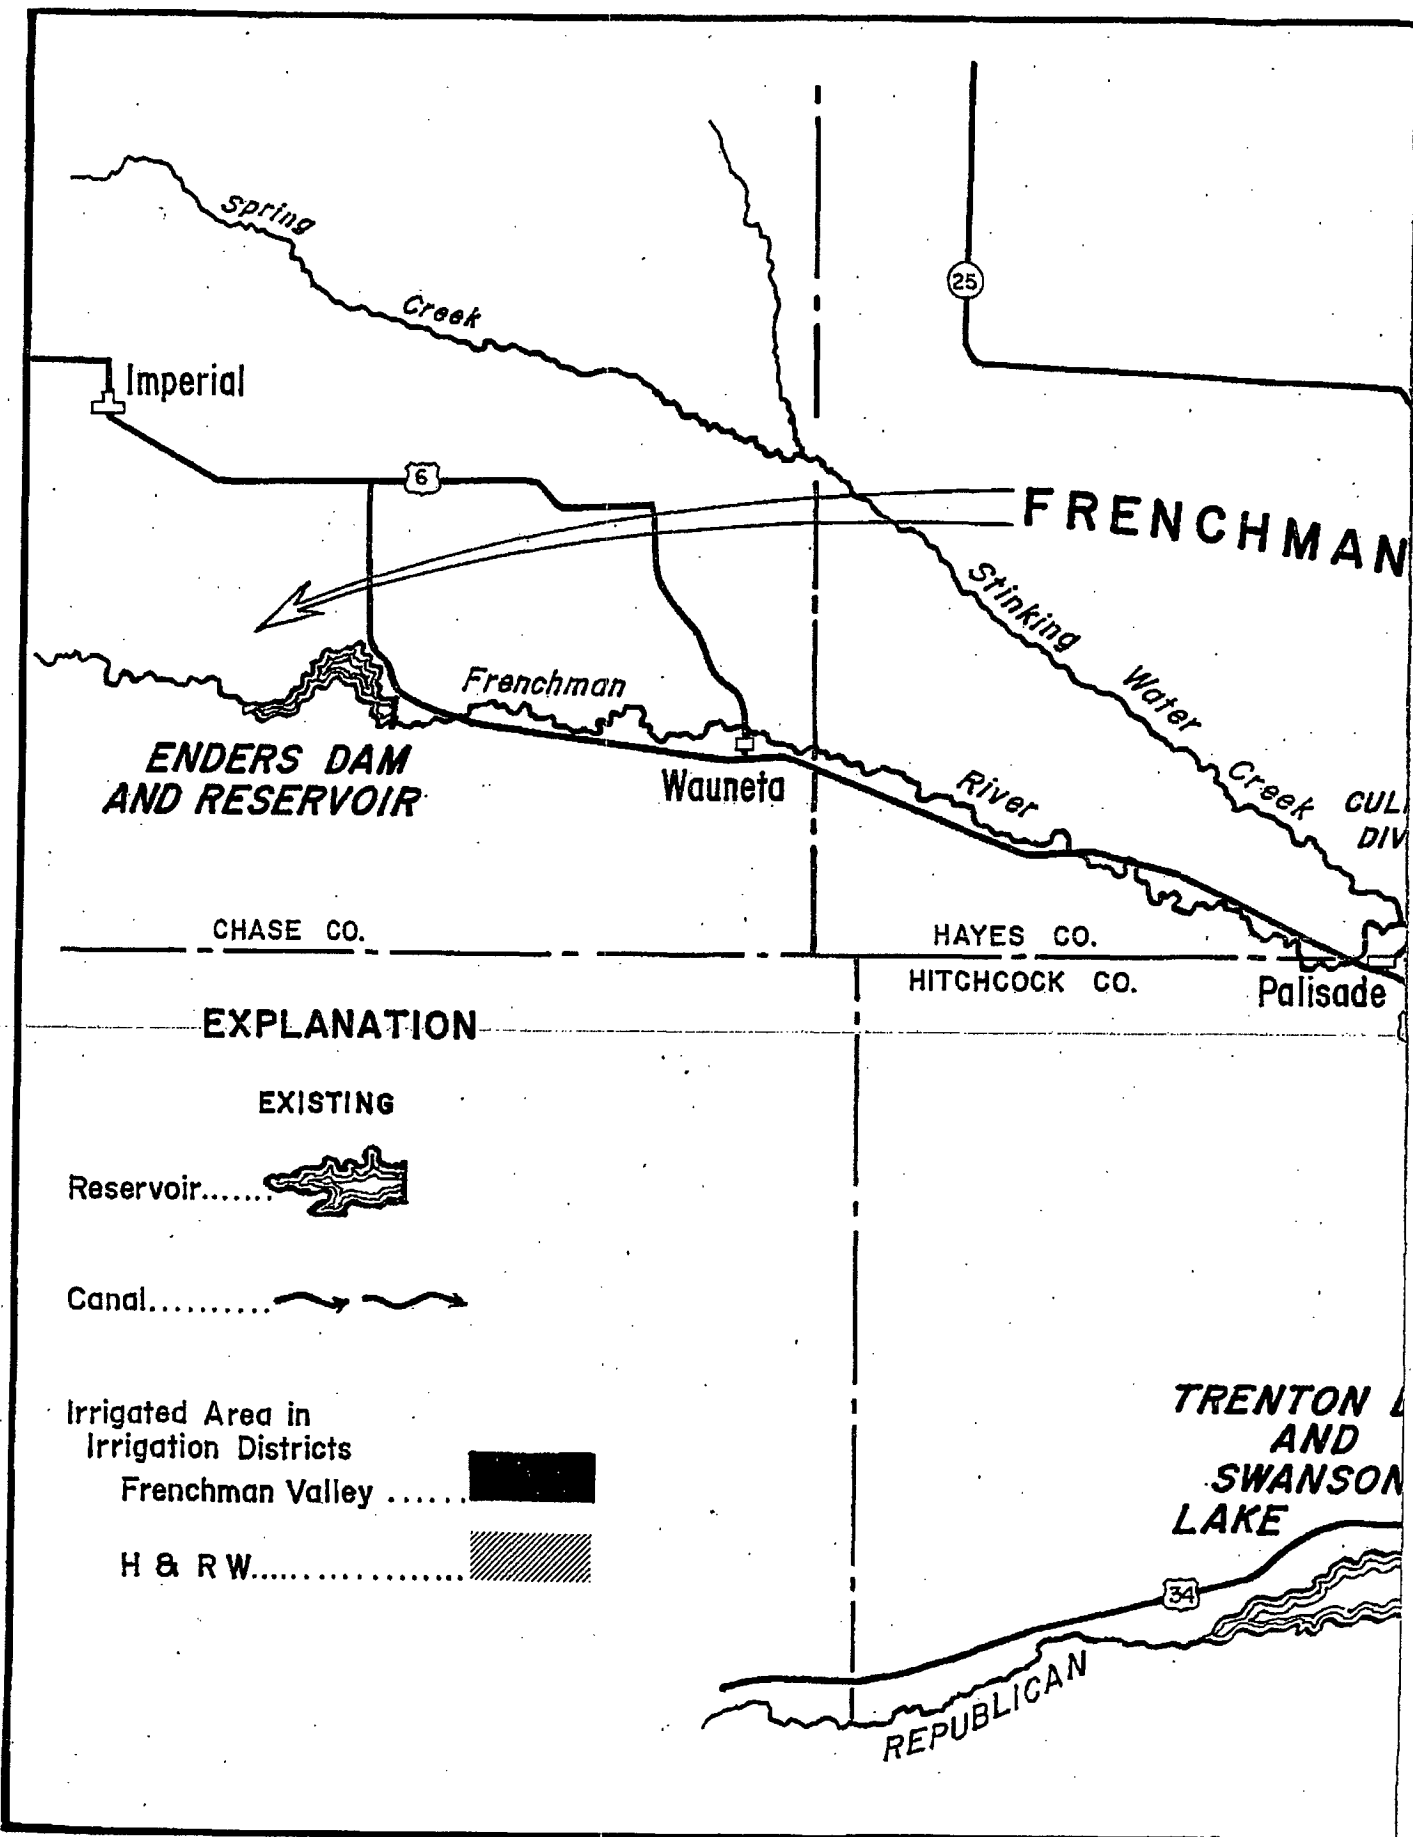 Spring
Creek
25
Imperial
6
FRENCHMAN
Stinking
Water
Creek
Frenchman
River
ENDERS DAM
AND RESERVOIR
Wauneta
CHASE CO.
HAYES CO.
HITCHCOCK CO.
Palisade
EXPLANATION
EXISTING
Reservoir.......
Canal..........
Irrigated Area in
Irrigation Districts
Frenchman Valley ......
H & R W.................
TRENTON
AND
SWANSON
LAKE
34
REPUBLICAN